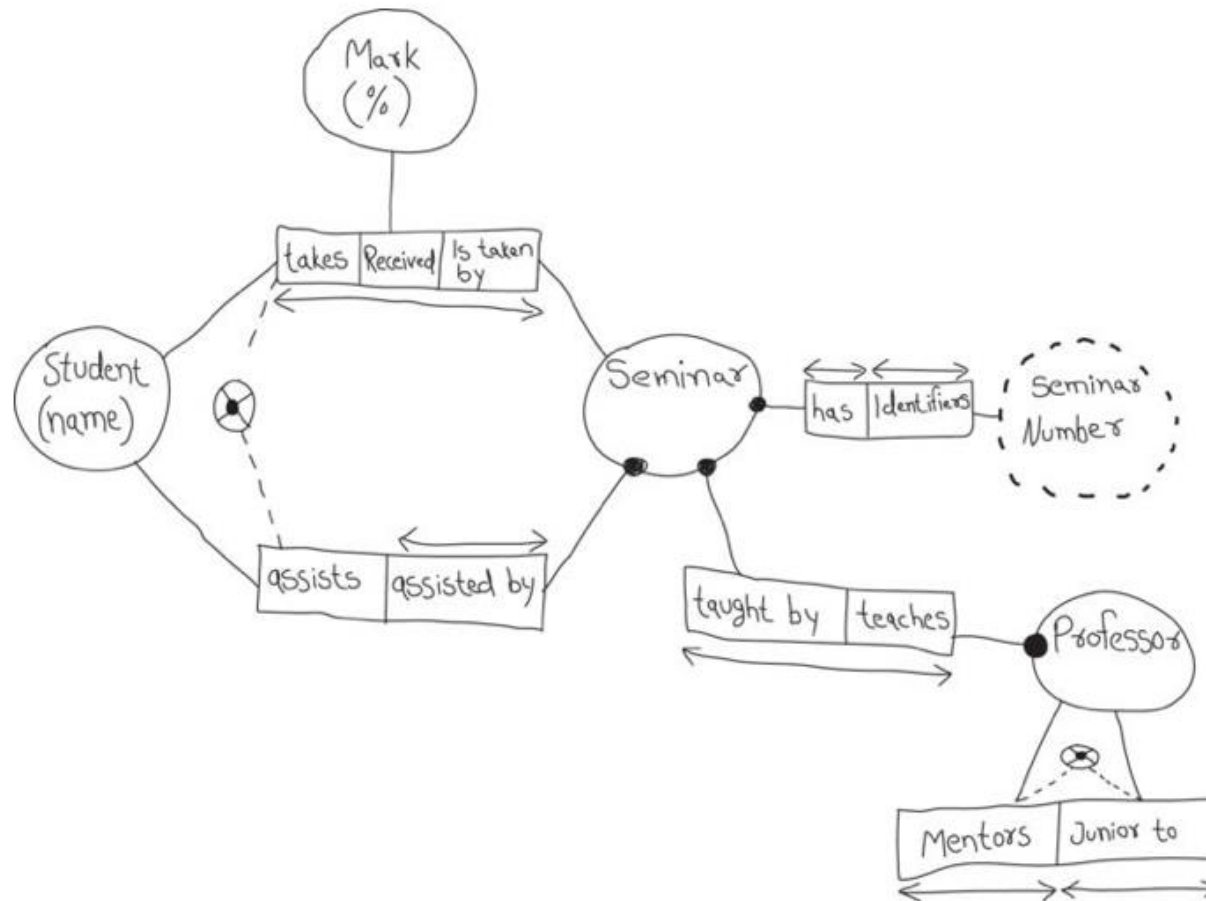 Mark
(%)
takes
Received
Is taken
by
Student
(name)
Seminar
has
Identifiers
Seminar
Number
assists
assisted by
taught by
teaches
Professor
Mentors
Junior to